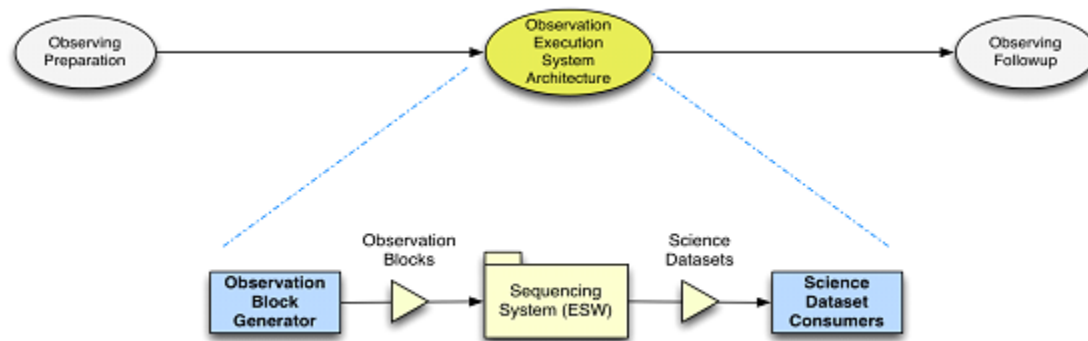 Observing
Preparation
Observation
Execution
System
Architecture
Observing
Followup
Observation
Blocks
Science
Datasets
Observation
Block
Generator
Sequencing
System (ESW)
Science
Dataset
Consumers